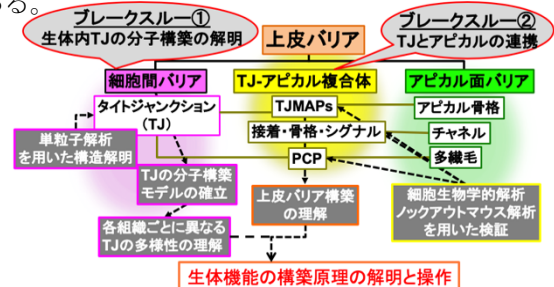 る。
ブレークスルー①
生体内TJの分子構築の解明
ブレークスルー②
TJとアピカルの連携
上皮バリア
細胞間バリア
TJ-アピカル複合体
アピカル面バリア
タイトジャンクション
（TJ）
TJMAPs
アピカル骨格
接着・骨格・シグナル
チャネル
単粒子解析
を用いた構造解明
PCP
多繊毛
TJの分子構築
モデルの確立
上皮バリア構築
の理解
細胞生物学的解析
ノックアウトマウス解析
を用いた検証
各組織ごとに異なる
TJの多様性の理解
生体機能の構築原理の解明と操作